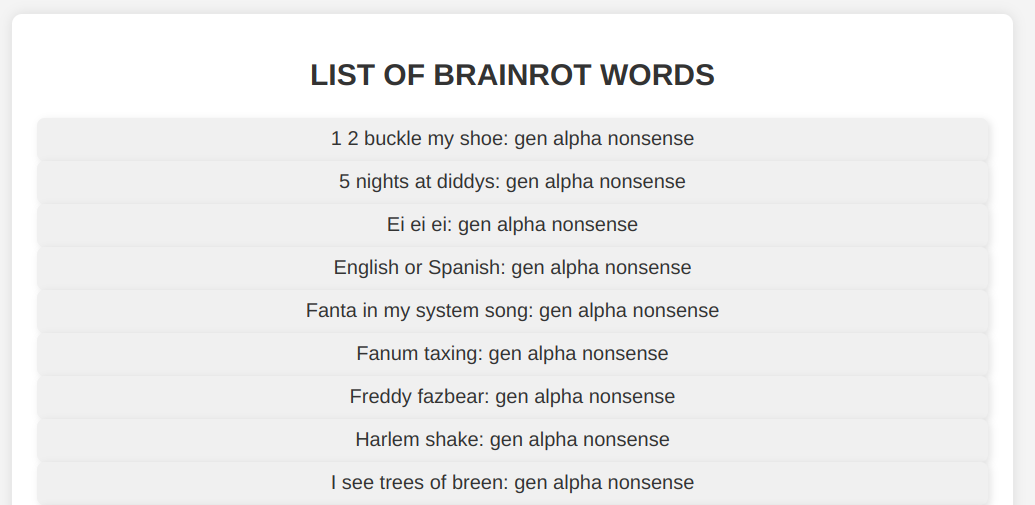 LIST OF BRAINROT WORDS
1 2 buckle my shoe: gen alpha nonsense
5 nights at diddys: gen alpha nonsense
Ei ei ei: gen alpha nonsense
English or Spanish: gen alpha nonsense
Fanta in my system song: gen alpha nonsense
Fanum taxing: gen alpha nonsense
Freddy fazbear: gen alpha nonsense
Harlem shake: gen alpha nonsense
I see trees of breen: gen alpha nonsense